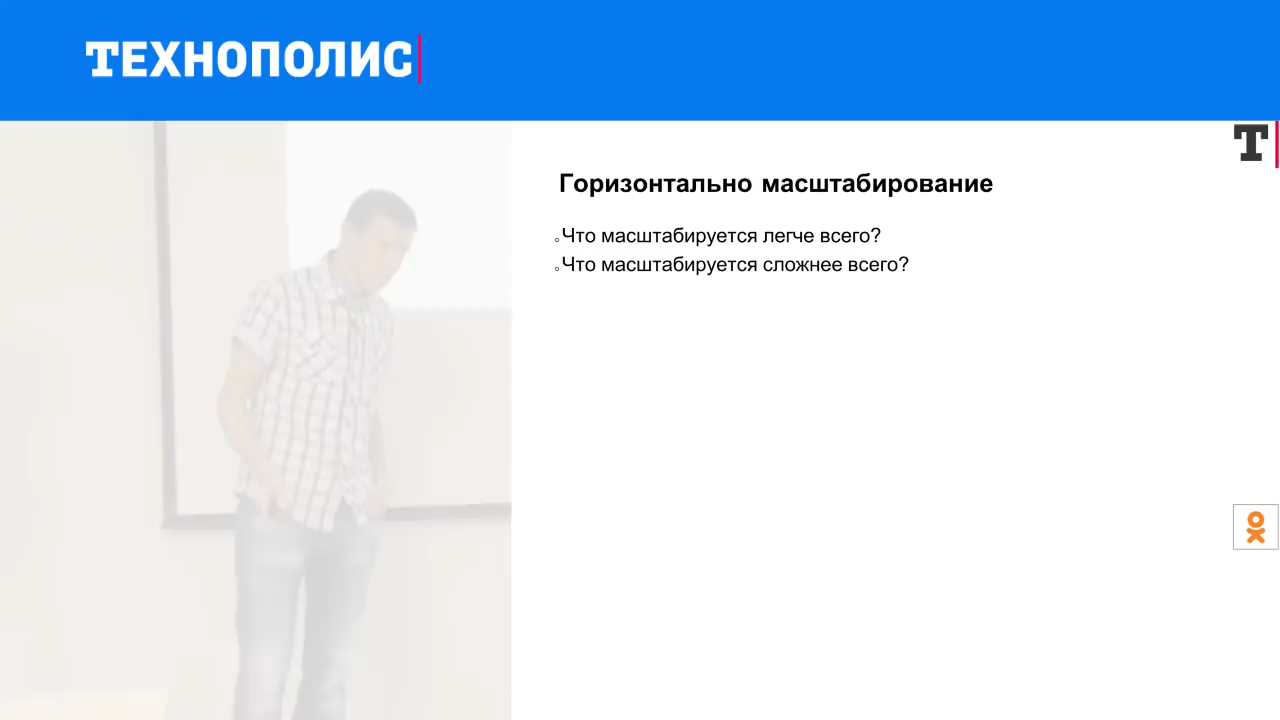 ТЕХНОПОЛИС
Т
Горизонтально масштабирование
Что масштабируется легче всего?
Что масштабируется сложнее всего?